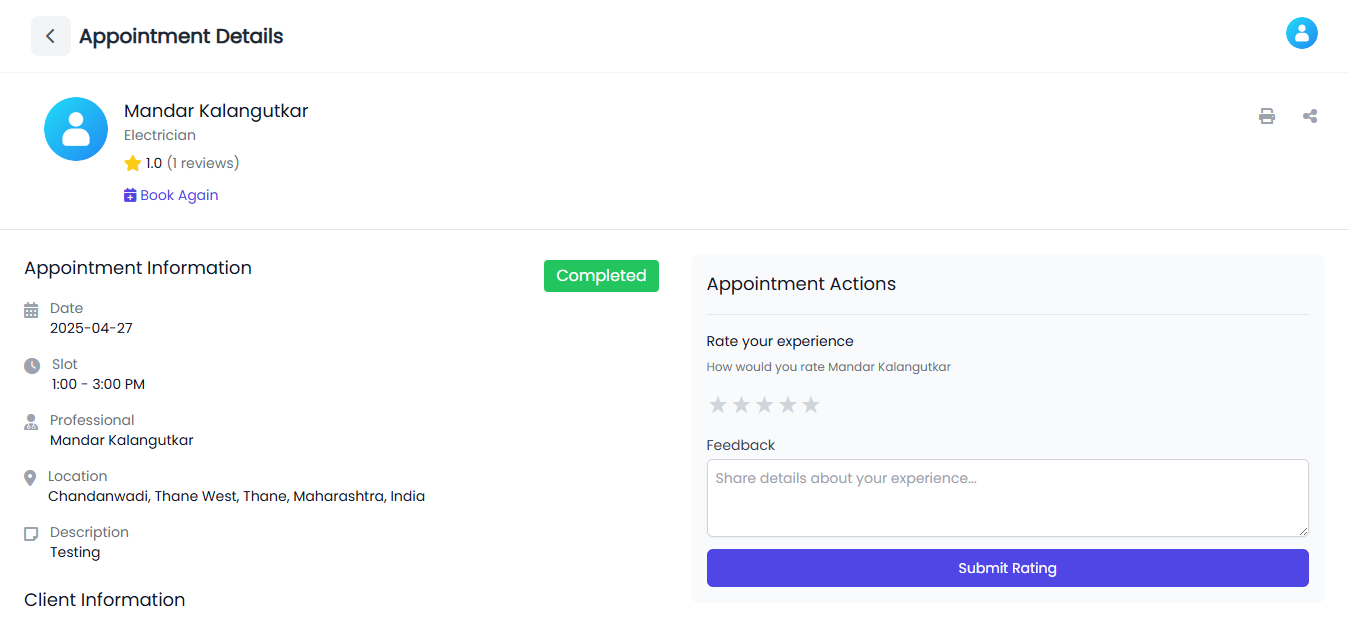 Appointment Details
Mandar Kalangutkar
Electrician
1.0 (1 reviews)
Book Again
Appointment Information
Completed
Date
2025-04-27
Slot
1:00 - 3:00 PM
Professional
Mandar Kalangutkar
Location
Chandanwadi, Thane West, Thane, Maharashtra, India
Description
Testing
Client Information
Appointment Actions
Rate your experience
How would you rate Mandar Kalangutkar
Feedback
Share details about your experience...
Submit Rating